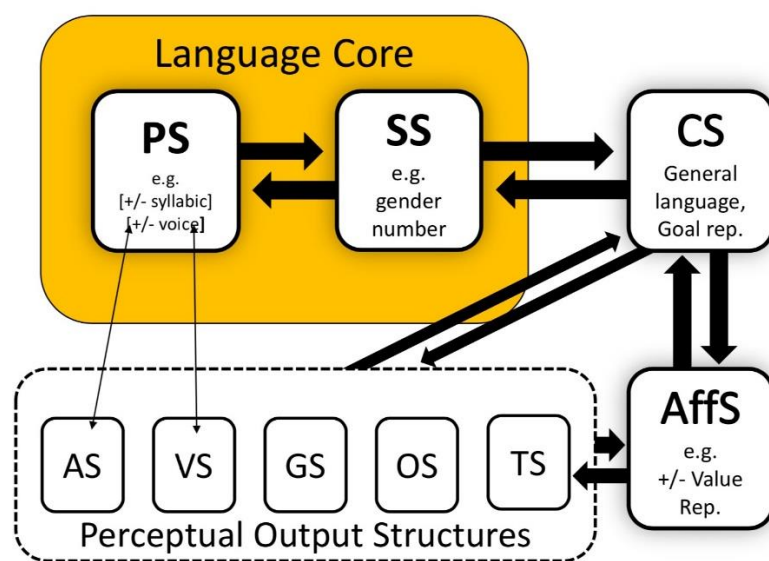 Language Core
PS
e.g.
[+/- syllabic]
[+/- voice]
SS
e.g.
gender
number
CS
General
language,
Goal rep.
AffS
e.g.
+/- Value
Rep.
AS
VS
GS
OS
TS
Perceptual Output Structures